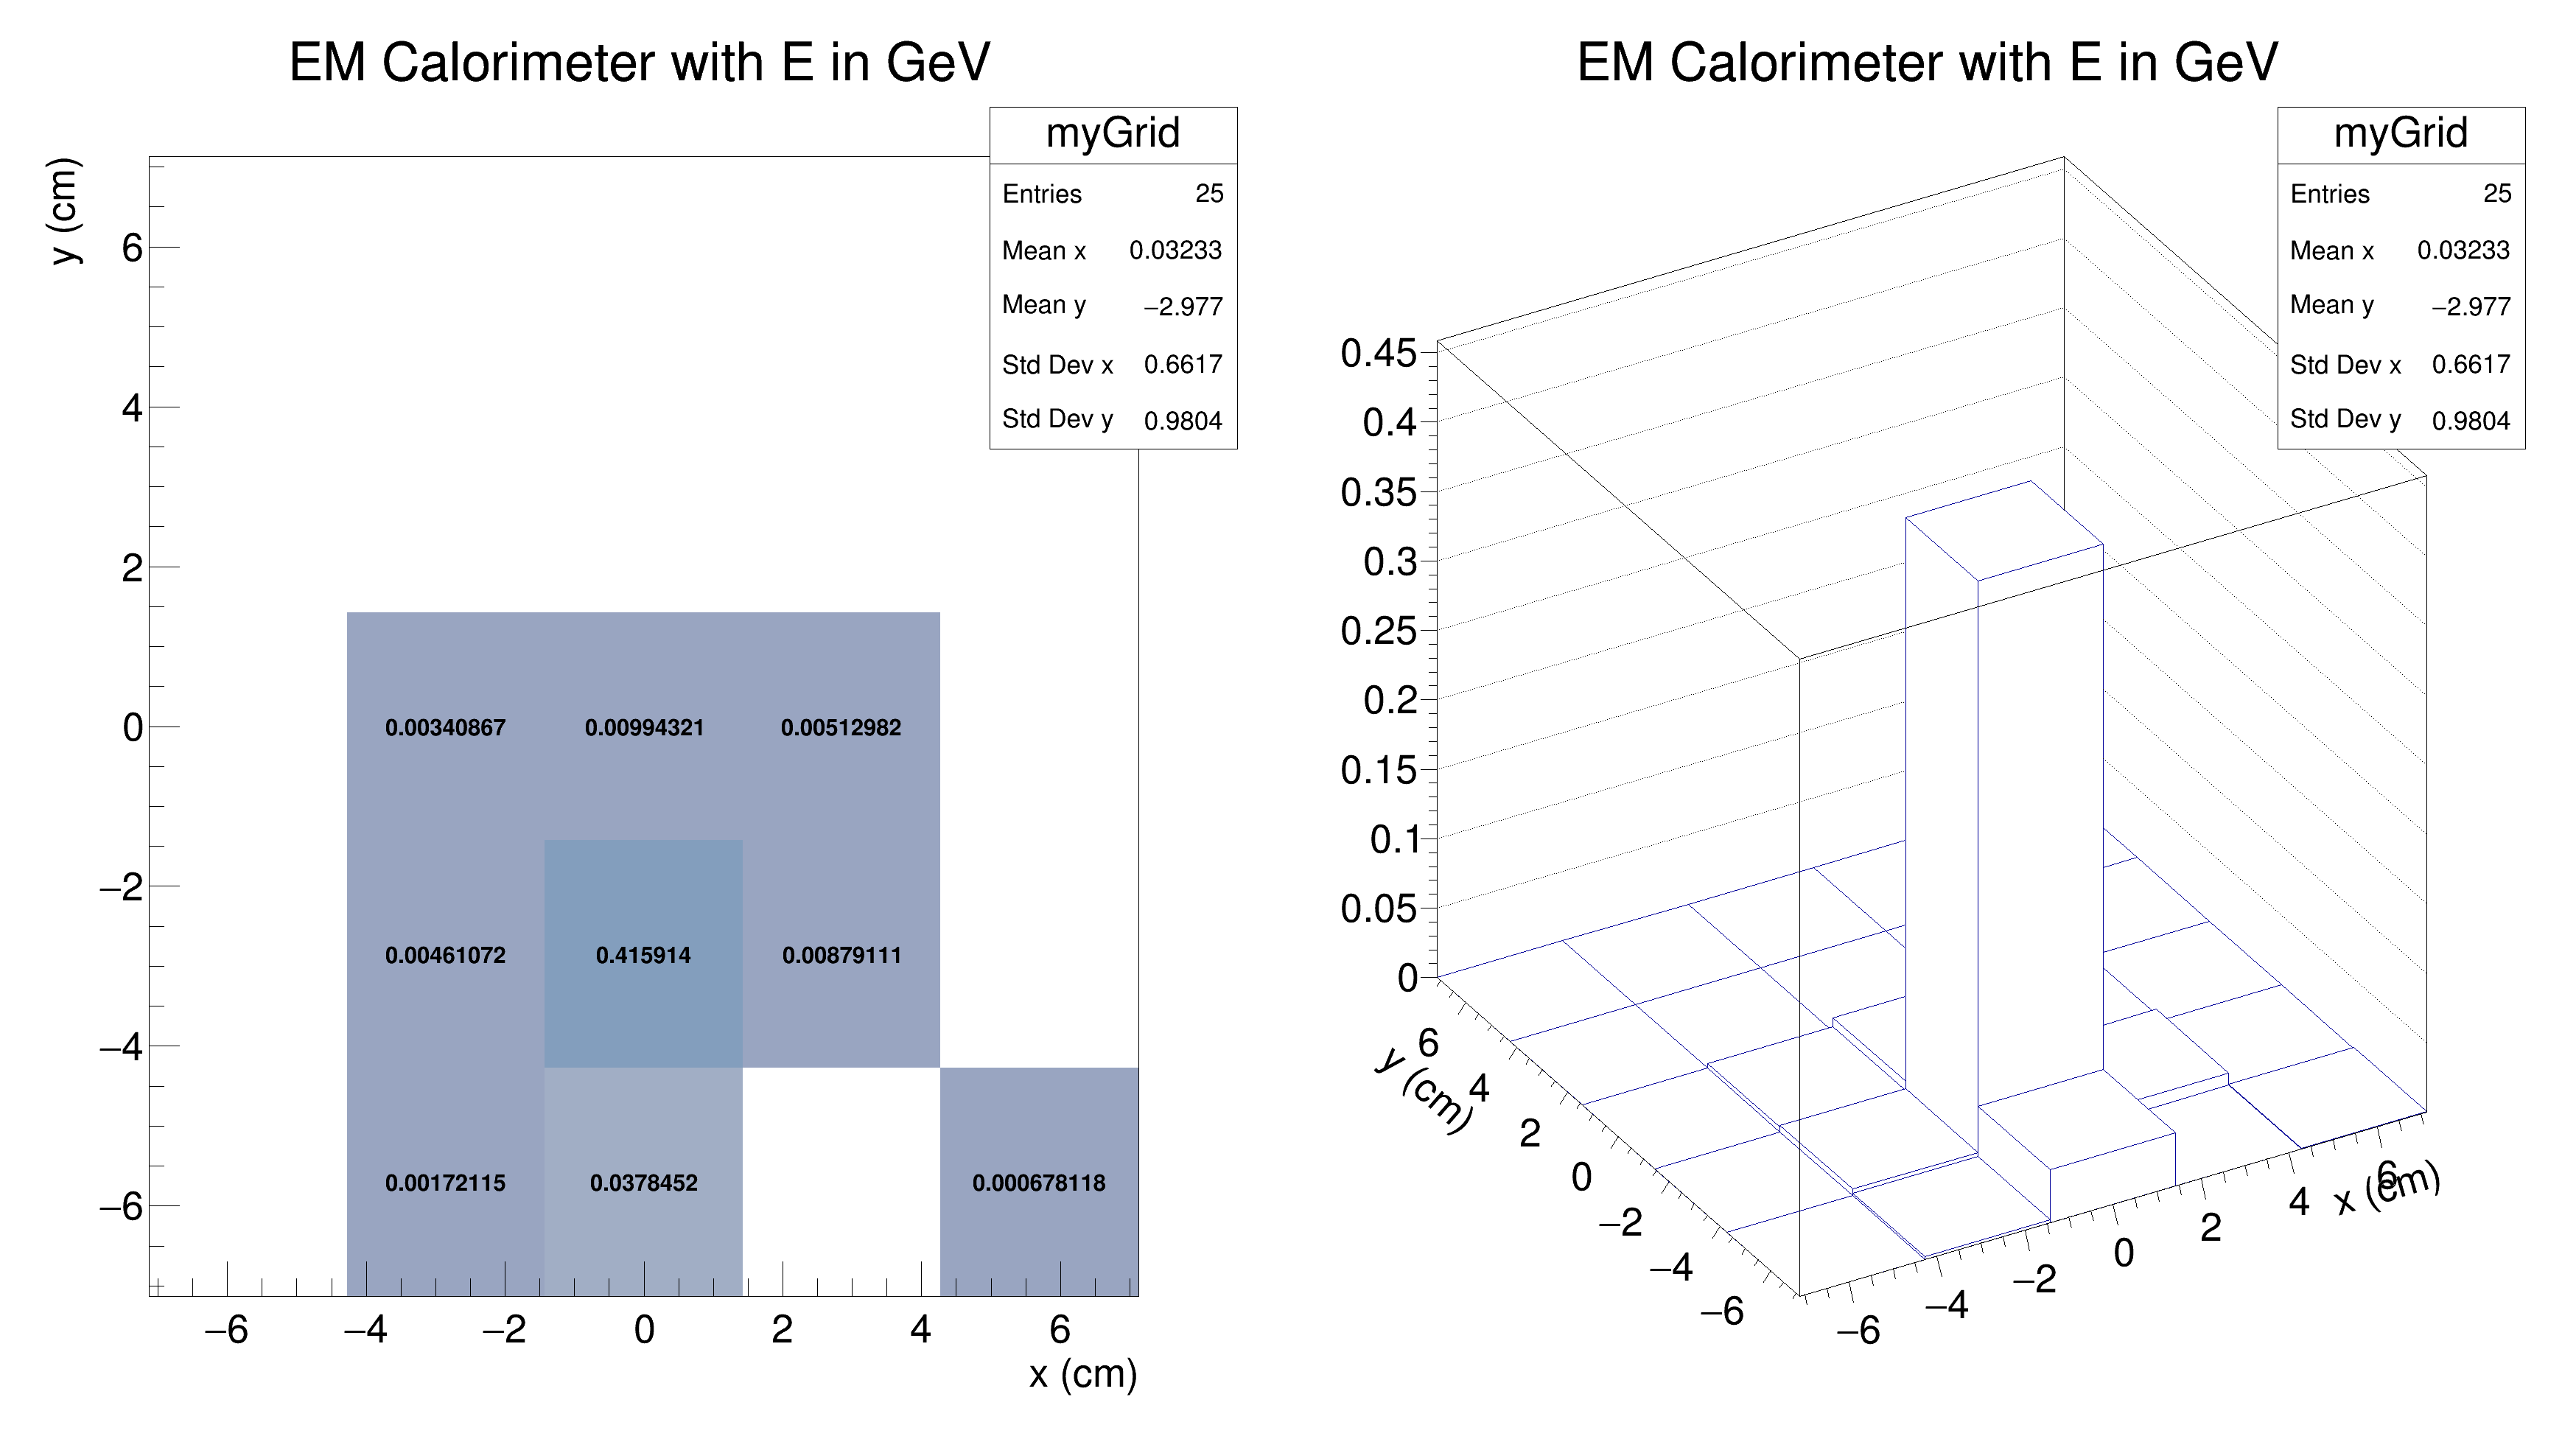 EM Calorimeter with E in GeV
myGrid
Entries 25
Mean x 0.03233
Mean y −2.977
Std Dev x 0.6617
Std Dev y 0.9804
y (cm)
6
4
2
0
−2
−4
−6
0.00340867 0.00994321 0.00512982
0.00461072 0.415914 0.00879111
0.00172115 0.0378452 0.000678118
−6 −4 −2 0 2 4 6
x (cm)
EM Calorimeter with E in GeV
myGrid
Entries 25
Mean x 0.03233
Mean y −2.977
Std Dev x 0.6617
Std Dev y 0.9804
0.45
0.4
0.35
0.3
0.25
0.2
0.15
0.1
0.05
0
y (cm)
6
4
2
0
−2
−4
−6
−6 −4 −2 0 2 4 6
x (cm)